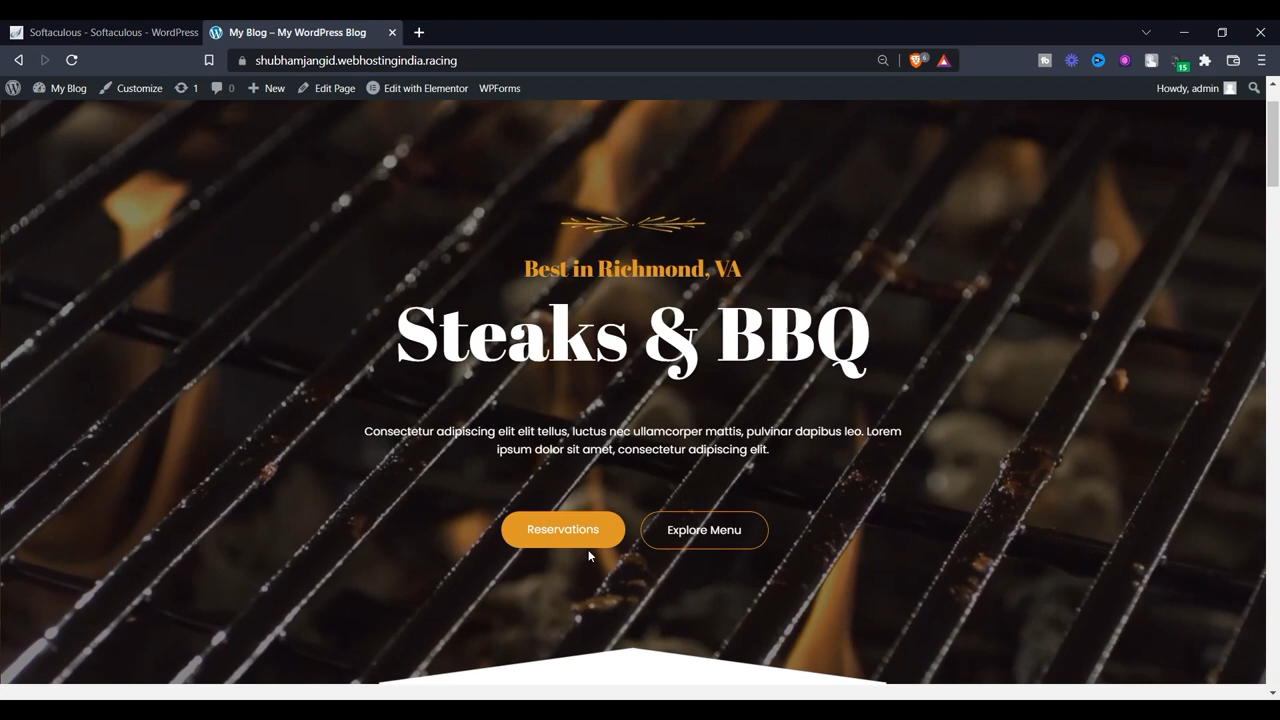 Softaculous - Softaculous - WordPress
My Blog – My WordPress Blog
shubhamjangid.webhostingindia.racing
6
15
My Blog
Customize
1
0
New
Edit Page
Edit with Elementor
WPForms
Howdy, admin
Best in Richmond, VA
Steaks & BBQ
Consectetur adipiscing elit elit tellus, luctus nec ullamcorper mattis, pulvinar dapibus leo. Lorem
ipsum dolor sit amet, consectetur adipiscing elit.
Reservations
Explore Menu